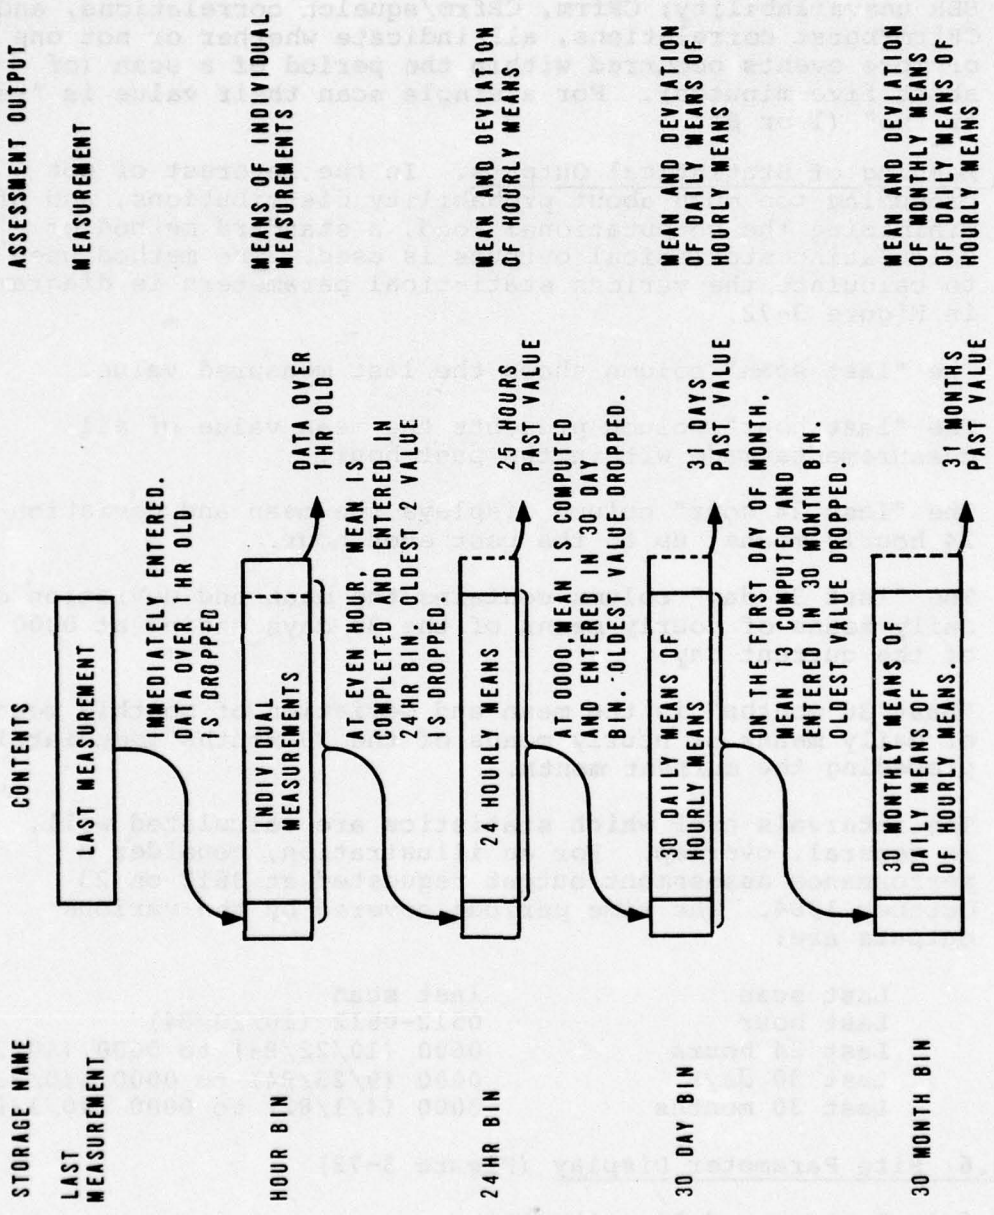 STORAGE NAME
CONTENTS
ASSESSMENT OUTPUT
LAST
MEASUREMENT
LAST MEASUREMENT
MEASUREMENT
IMMEDIATELY ENTERED.
DATA OVER 1 HR OLD
IS DROPPED
HOUR BIN
INDIVIDUAL
MEASUREMENTS
DATA OVER
1 HR OLD
MEAN OF INDIVIDUAL
MEASUREMENTS
AT EVEN HOUR, MEAN IS
COMPUTED AND ENTERED IN
24 HR BIN. OLDEST VALUE
IS DROPPED.
24 HR BIN
24 HOUR MEANS
25 HOURS
PAST VALUE
MEAN AND DEVIATION
OF HOURLY MEANS
AT 000000 MEAN IS COMPUTED
AND ENTERED IN 30 DAY
BIN. OLDEST VALUE DROPPED.
30 DAY BIN
30 DAILY MEANS OF
HOURLY MEANS
31 DAYS
PAST VALUE
MEAN AND DEVIATION
OF DAILY MEANS OF
HOURLY MEANS
ON THE FIRST DAY OF MONTH,
MEAN IS COMPUTED AND
ENTERED IN 30 MONTH BIN.
OLDEST VALUE DROPPED.
30 MONTH BIN
30 MONTHLY MEANS OF
DAILY MEANS OF
OF HOURLY MEANS.
31 MONTHS
PAST VALUE
MEAN AND DEVIATION
OF MONTHLY MEANS
OF DAILY MEANS OF
HOURLY MEANS